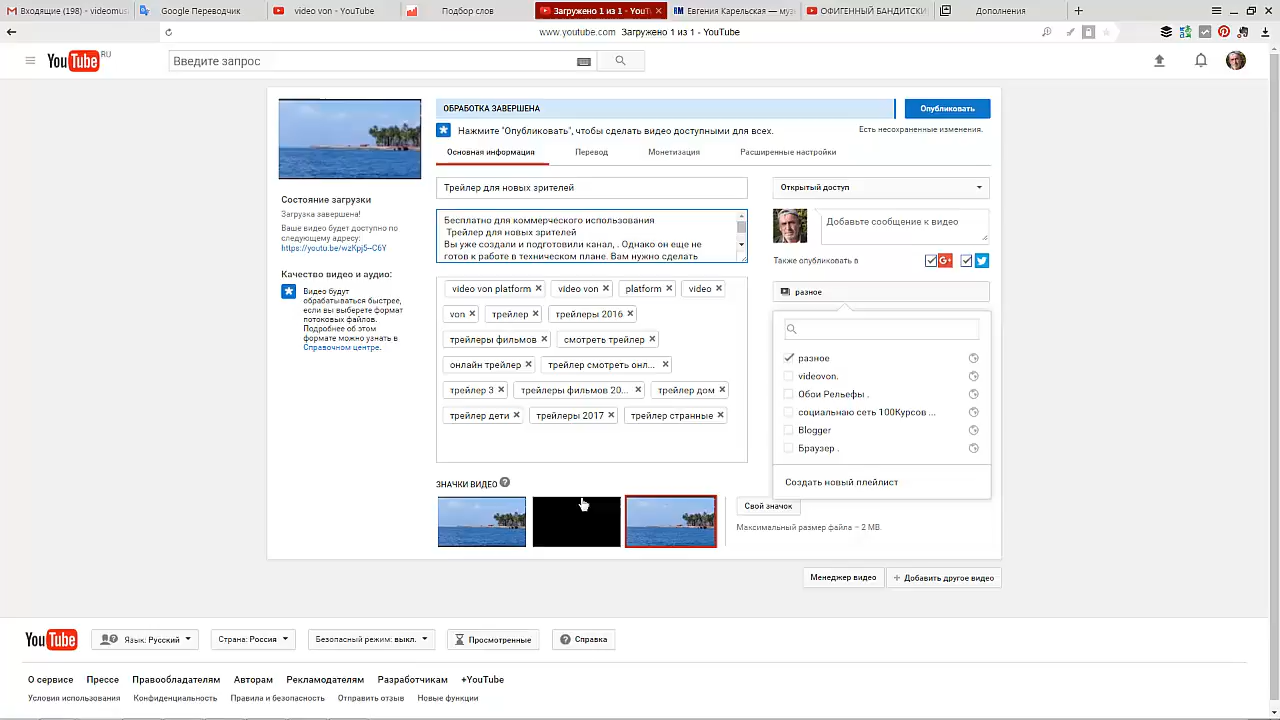 Входящие (198) - videomus
Google Переводчик
video von - YouTube
Подбор слов
Загружено 1 из 1 - YouT
Евгения Карельская — муз
ОФИГЕННЫЙ БАНДИТСКИ
Дополнения
www.youtube.com Загружено 1 из 1 - YouTube
YouTube RU
Введите запрос
ОБРАБОТКА ЗАВЕРШЕНА
Опубликовать
Нажмите "Опубликовать", чтобы сделать видео доступными для всех.
Есть несохраненные изменения.
Основная информация Перевод Монетизация Расширенные настройки
Состояние загрузки
Загрузка завершена!
Ваше видео будет доступно по
следующему адресу:
https://youtu.be/wzKpj5--C6Y
Качество видео и аудио:
Видео будут
обрабатываться быстрее,
если вы выберете формат
потоковых файлов.
Подробнее об этом
формате можно узнать в
Справочном центре.
Трейлер для новых зрителей
Бесплатно для коммерческого использования
Трейлер для новых зрителей
Вы уже создали и подготовили канал, . Однако он еще не
готов к работе в техническом плане. Вам нужно сделать
video von platform video von platform video
von трейлер трейлеры 2016
трейлеры фильмов смотреть трейлер
онлайн трейлер трейлер смотреть онл...
трейлер 3 трейлеры фильмов 20... трейлер дом
трейлер дети трейлеры 2017 трейлер странные
ЗНАЧКИ ВИДЕО
Свой значок
Максимальный размер файла – 2 MB.
Открытый доступ
Добавьте сообщение к видео
Также опубликовать в
G+
разное
разное
videovon.
Обои Рельефы .
социальнаю сеть 100Курсов ...
Blogger
Браузер .
Создать новый плейлист
Менеджер видео
+ Добавить другое видео
YouTube
Язык: Русский
Страна: Россия
Безопасный режим: выкл.
Просмотренные
Справка
О сервисе Прессе Правообладателям Авторам Рекламодателям Разработчикам +YouTube
Условия использования Конфиденциальность Правила и безопасность Отправить отзыв Новые функции